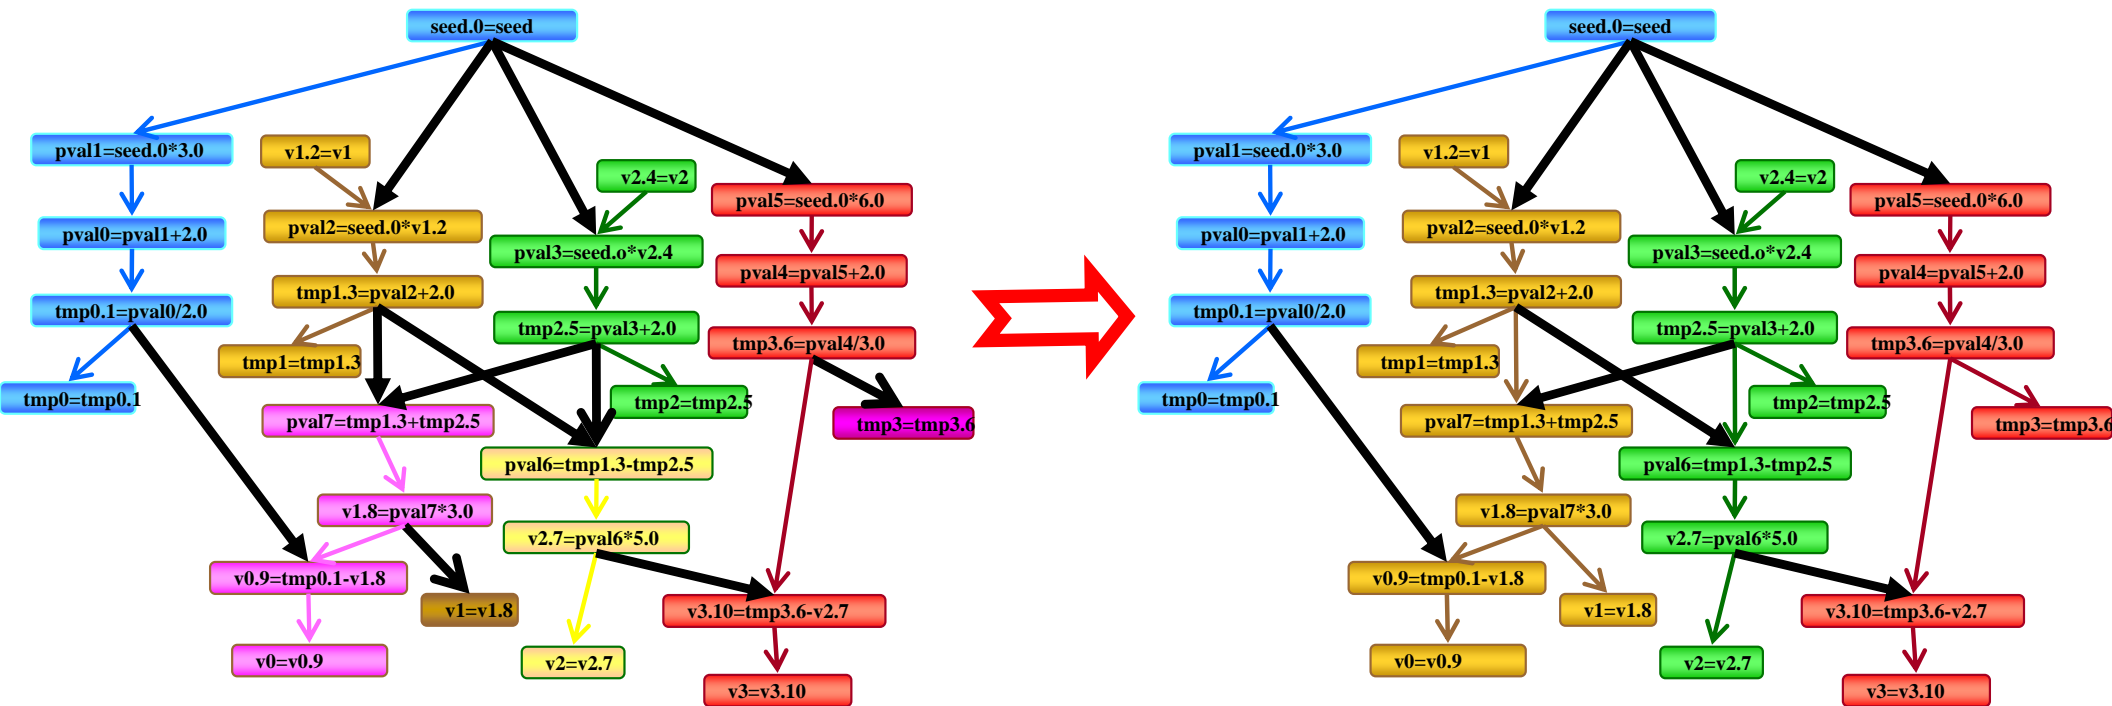 seed.0=seed
pval1=seed.0*3.0
v1.2=v1
v2.4=v2
pval5=seed.0*6.0
pval2=seed.0*v1.2
pval0=pval1+2.0
pval3=seed.o*v2.4
pval4=pval5+2.0
tmp1.3=pval2+2.0
tmp0.1=pval0/2.0
tmp2.5=pval3+2.0
tmp3.6=pval4/3.0
tmp1=tmp1.3
tmp0=tmp0.1
tmp2=tmp2.5
pval7=tmp1.3+tmp2.5
tmp3=tmp3.6
pval6=tmp1.3-tmp2.5
v1.8=pval7*3.0
v2.7=pval6*5.0
v0.9=tmp0.1-v1.8
v1=v1.8
v3.10=tmp3.6-v2.7
v0=v0.9
v2=v2.7
v3=v3.10
seed.0=seed
pval1=seed.0*3.0
v1.2=v1
v2.4=v2
pval5=seed.0*6.0
pval2=seed.0*v1.2
pval0=pval1+2.0
pval3=seed.o*v2.4
pval4=pval5+2.0
tmp1.3=pval2+2.0
tmp0.1=pval0/2.0
tmp2.5=pval3+2.0
tmp3.6=pval4/3.0
tmp1=tmp1.3
tmp0=tmp0.1
tmp2=tmp2.5
pval7=tmp1.3+tmp2.5
tmp3=tmp3.6
pval6=tmp1.3-tmp2.5
v1.8=pval7*3.0
v2.7=pval6*5.0
v0.9=tmp0.1-v1.8
v1=v1.8
v3.10=tmp3.6-v2.7
v0=v0.9
v2=v2.7
v3=v3.10